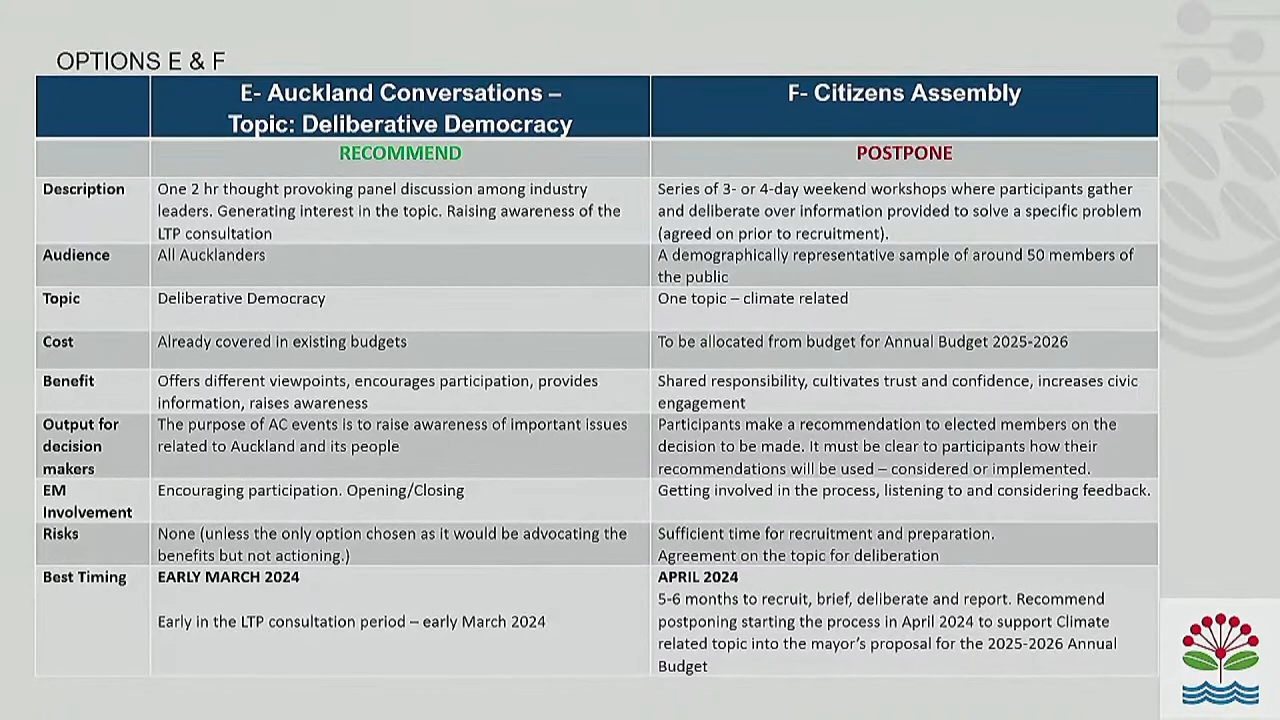 OPTIONS E & F
E- Auckland Conversations –
Topic: Deliberative Democracy
F- Citizens Assembly
RECOMMEND
POSTPONE
Description
One 2 hr thought provoking panel discussion among industry
leaders. Generating interest in the topic. Raising awareness of the
LTP consultation
Series of 3- or 4-day weekend workshops where participants gather
and deliberate over information provided to solve a specific problem
(agreed on prior to recruitment).
Audience
All Aucklanders
A demographically representative sample of around 50 members of
the public
Topic
Deliberative Democracy
One topic – climate related
Cost
Already covered in existing budgets
To be allocated from budget for Annual Budget 2025-2026
Benefit
Offers different viewpoints, encourages participation, provides
information, raises awareness
Shared responsibility, cultivates trust and confidence, increases civic
engagement
Output for
decision
makers
The purpose of AC events is to raise awareness of important issues
related to Auckland and its people
Participants make a recommendation to elected members on the
decision to be made. It must be clear to participants how their
recommendations will be used – considered or implemented.
EM
Involvement
Encouraging participation. Opening/Closing
Getting involved in the process, listening to and considering feedback.
Risks
None (unless the only option chosen as it would be advocating the
benefits but not actioning.)
Sufficient time for recruitment and preparation.
Agreement on the topic for deliberation
Best Timing
EARLY MARCH 2024
Early in the LTP consultation period – early March 2024
APRIL 2024
5-6 months to recruit, brief, deliberate and report. Recommend
postponing starting the process in April 2024 to support Climate
related topic into the mayor's proposal for the 2025-2026 Annual
Budget